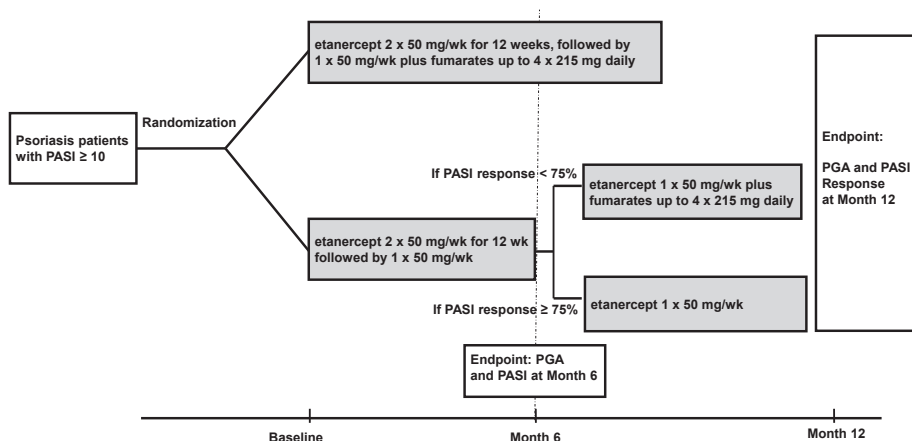 etanercept 2 x 50 mg/wk for 12 weeks, followed by
1 x 50 mg/wk plus fumarates up to 4 x 215 mg daily
Randomization
Psoriasis patients
with PASI ≥ 10
Endpoint:
PGA and PASI
Response
at Month 12
If PASI response < 75%
etanercept 1 x 50 mg/wk plus
fumarates up to 4 x 215 mg daily
etanercept 2 x 50 mg/wk for 12 wk
followed by 1 x 50 mg/wk
If PASI response ≥ 75%
etanercept 1 x 50 mg/wk
Endpoint: PGA
and PASI at Month 6
Baseline
Month 6
Month 12